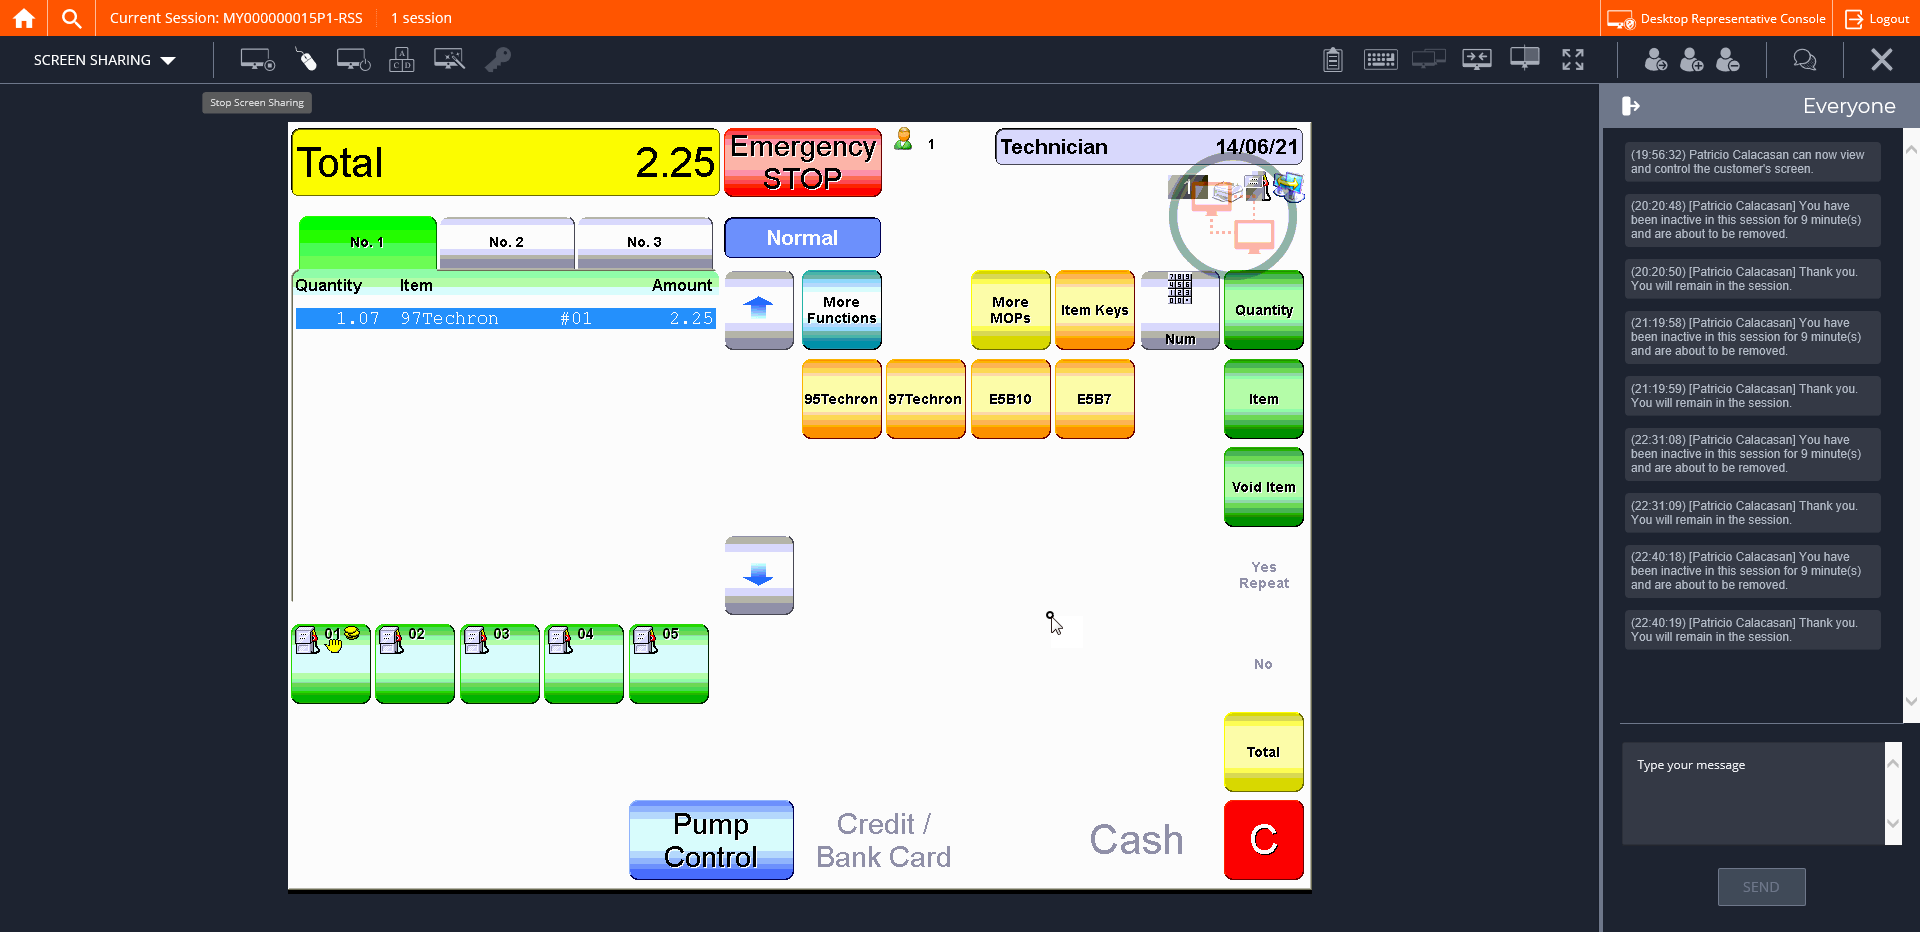 Current Session: MY000000015P1-RSS
1 session
Desktop Representative Console
Logout
SCREEN SHARING
A
C D
Stop Screen Sharing
Everyone
Total 2.25
Emergency
STOP
1
Technician 14/06/21
1
No. 1
No. 2
No. 3
Normal
Quantity Item Amount
1.07 97Techron #01 2.25
More
Functions
More
MOPs
Item Keys
7 8 9
4 5 6
1 2 3
0 0 .
Num
Quantity
95Techron
97Techron
E5B10
E5B7
Item
Void Item
Yes
Repeat
No
01
02
03
04
05
Total
Pump
Control
Credit /
Bank Card
Cash
C
(19:56:32) Patricio Calacasan can now view
and control the customer's screen.
(20:20:48) [Patricio Calacasan] You have
been inactive in this session for 9 minute(s)
and are about to be removed.
(20:20:50) [Patricio Calacasan] Thank you.
You will remain in the session.
(21:19:58) [Patricio Calacasan] You have
been inactive in this session for 9 minute(s)
and are about to be removed.
(21:19:59) [Patricio Calacasan] Thank you.
You will remain in the session.
(22:31:08) [Patricio Calacasan] You have
been inactive in this session for 9 minute(s)
and are about to be removed.
(22:31:09) [Patricio Calacasan] Thank you.
You will remain in the session.
(22:40:18) [Patricio Calacasan] You have
been inactive in this session for 9 minute(s)
and are about to be removed.
(22:40:19) [Patricio Calacasan] Thank you.
You will remain in the session.
Type your message
SEND